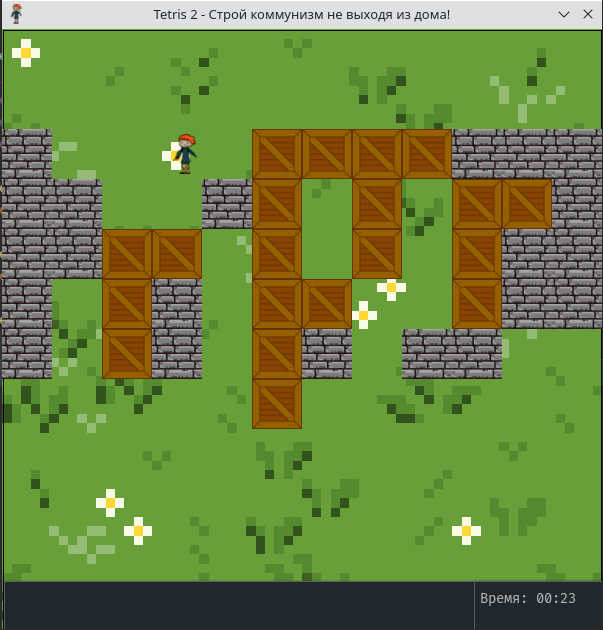 Tetris 2 - Строй коммунизм не выходя из дома!
Время: 00:23